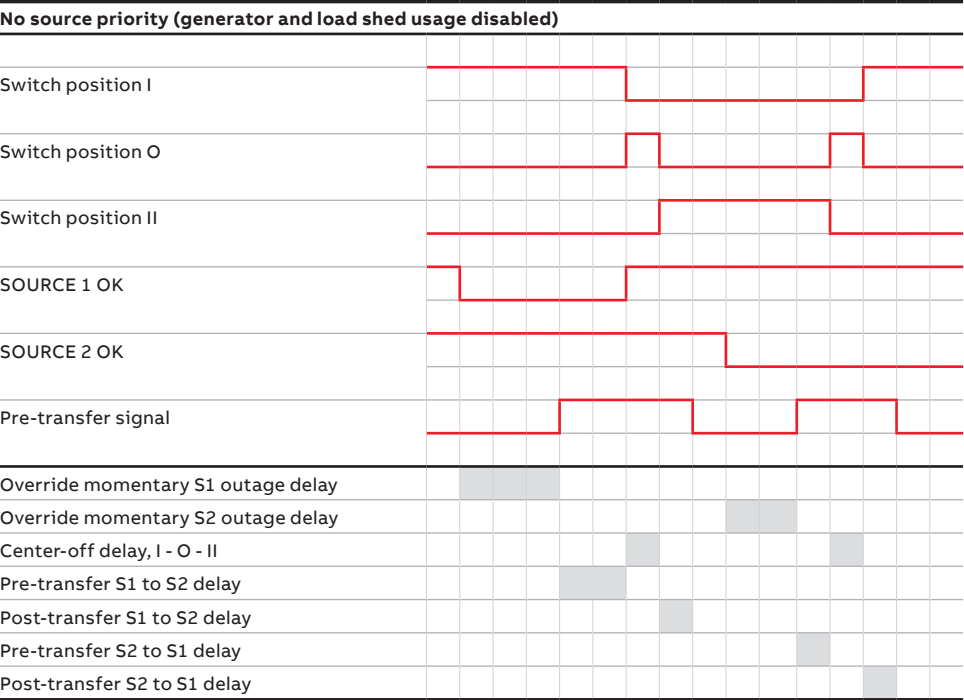 No source priority (generator and load shed usage disabled)
Switch position I
Switch position O
Switch position II
SOURCE 1 OK
SOURCE 2 OK
Pre-transfer signal
Override momentary S1 outage delay
Override momentary S2 outage delay
Center-off delay, I - O - II
Pre-transfer S1 to S2 delay
Post-transfer S1 to S2 delay
Pre-transfer S2 to S1 delay
Post-transfer S2 to S1 delay